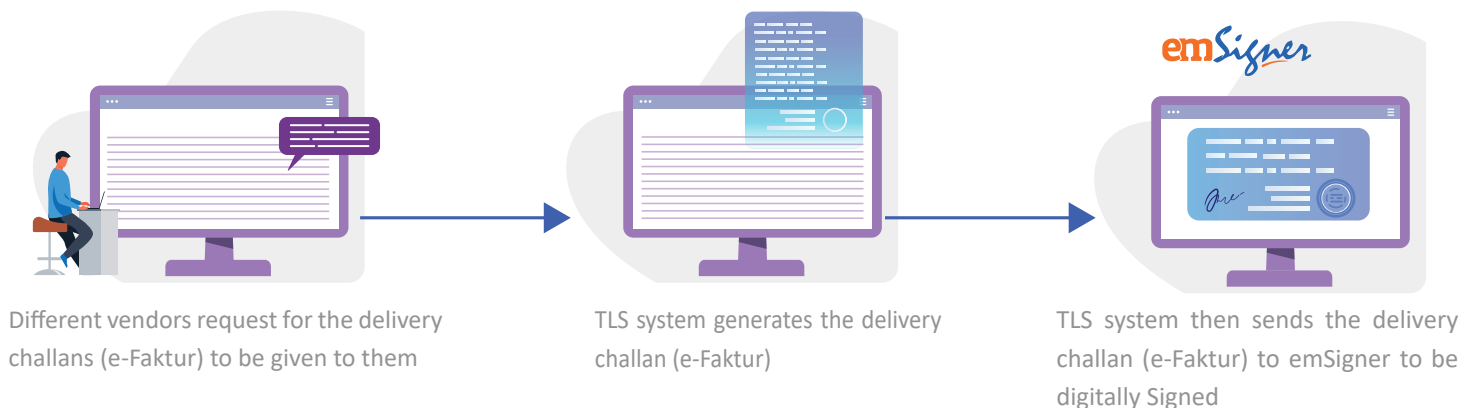 emSigner
Different vendors request for the delivery
challans (e-Faktur) to be given to them
TLS system generates the delivery
challan (e-Faktur)
TLS system then sends the delivery
challan (e-Faktur) to emSigner to be
digitally Signed